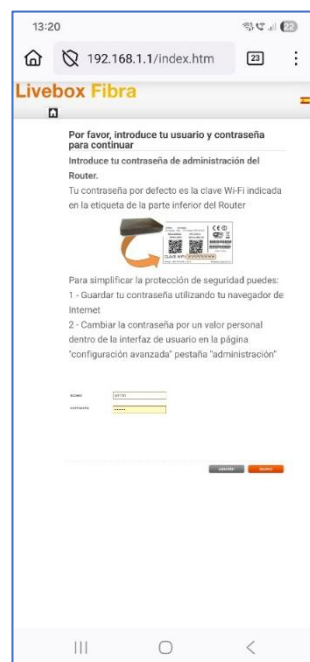 13:20
22
192.168.1.1/index.htm
23
Livebox Fibra
Por favor, introduce tu usuario y contraseña
para continuar
Introduce tu contraseña de administración del
Router.
Tu contraseña por defecto es la clave Wi-Fi indicada
en la etiqueta de la parte inferior del Router
CLAVE WIFI
Para simplificar la protección de seguridad puedes:
1 - Guardar tu contraseña utilizando tu navegador de
Internet
2 - Cambiar la contraseña por un valor personal
dentro de la interfaz de usuario en la página
"configuración avanzada" pestaña "administración"